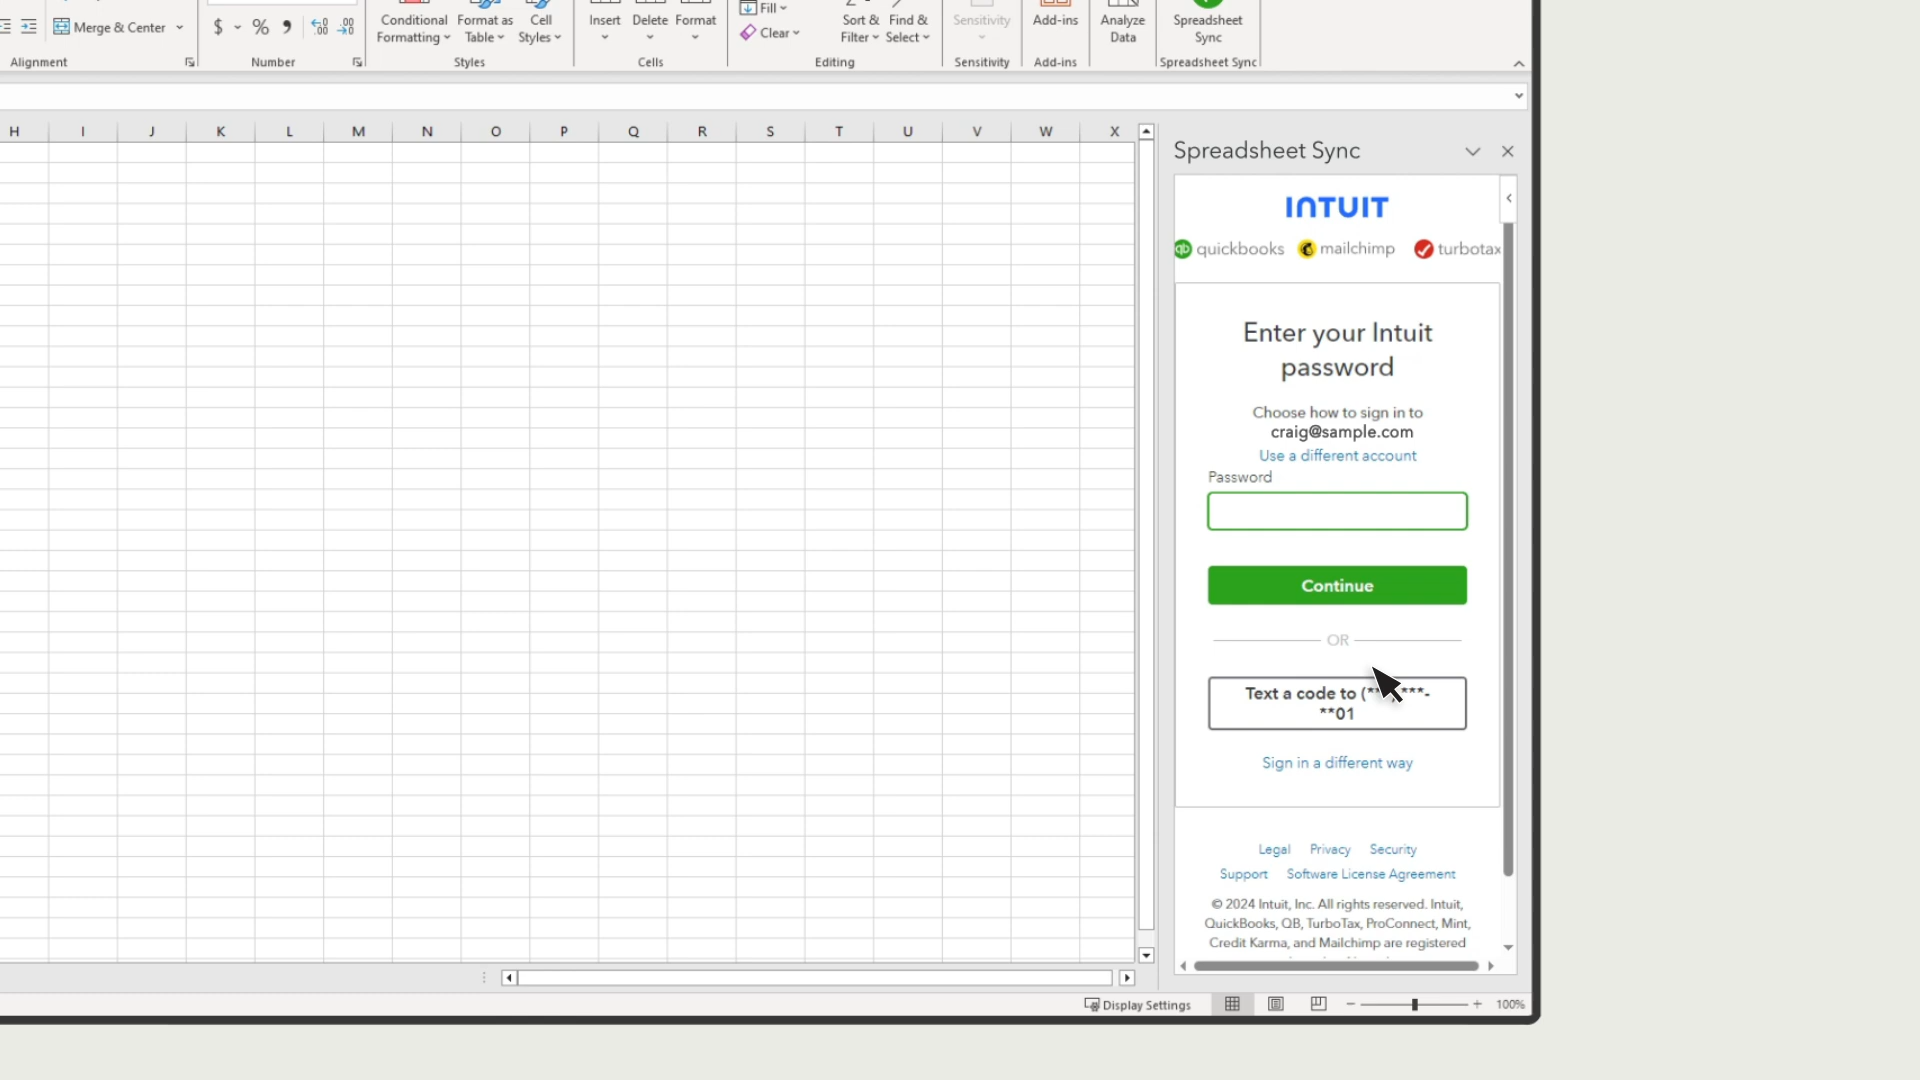 Merge & Center
$ % 9
Conditional
Formatting
Format as
Table
Cell
Styles
Insert
Delete
Format
Fill
Clear
Sort &
Filter
Find &
Select
Sensitivity
Add-ins
Analyze
Data
Spreadsheet
Sync
Alignment
Number
Styles
Cells
Editing
Sensitivity
Add-ins
Spreadsheet Sync
H I J K L M N O P Q R S T U V W X
Spreadsheet Sync
INTUIT
qb quickbooks mailchimp turbotax
Enter your Intuit
password
Choose how to sign in to
craig@sample.com
Use a different account
Password
Continue
OR
Text a code to (** ***-
**01
Sign in a different way
Legal Privacy Security
Support Software License Agreement
© 2024 Intuit, Inc. All rights reserved. Intuit,
QuickBooks, QB, TurboTax, ProConnect, Mint,
Credit Karma, and Mailchimp are registered
Display Settings
100%